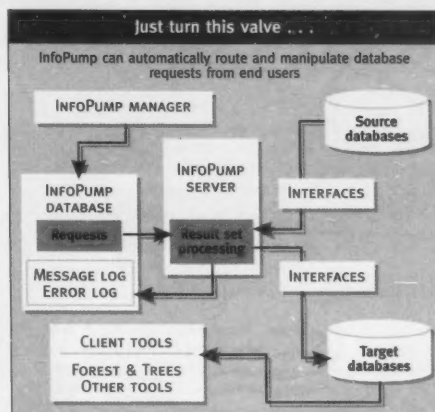 Just turn this valve . . .
InfoPump can automatically route and manipulate database
requests from end users
INFOPUMP MANAGER
Source
databases
INFOPUMP
SERVER
INFOPUMP
DATABASE
INTERFACES
Requests
Result set
processing
MESSAGE LOG
ERROR LOG
INTERFACES
CLIENT TOOLS
FOREST & TREES
OTHER TOOLS
Target
databases